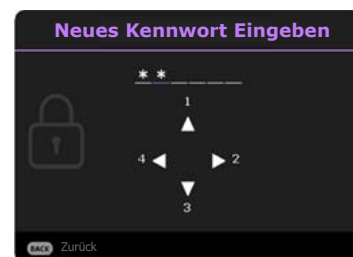 Neues Kennwort Eingeben
* * _ _ _ _
1
4 2
3
BACK Zurück